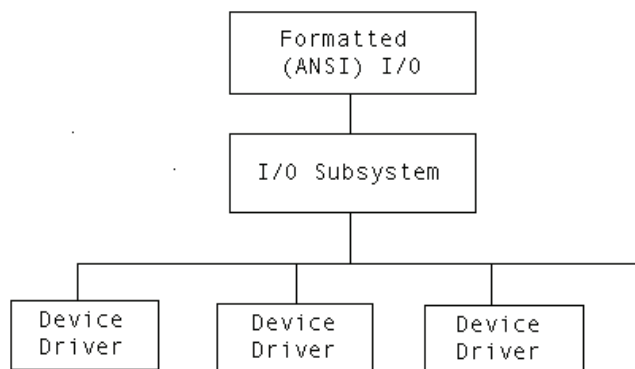 Formatted
(ANSI) I/O
I/O Subsystem
Device
Driver
Device
Driver
Device
Driver